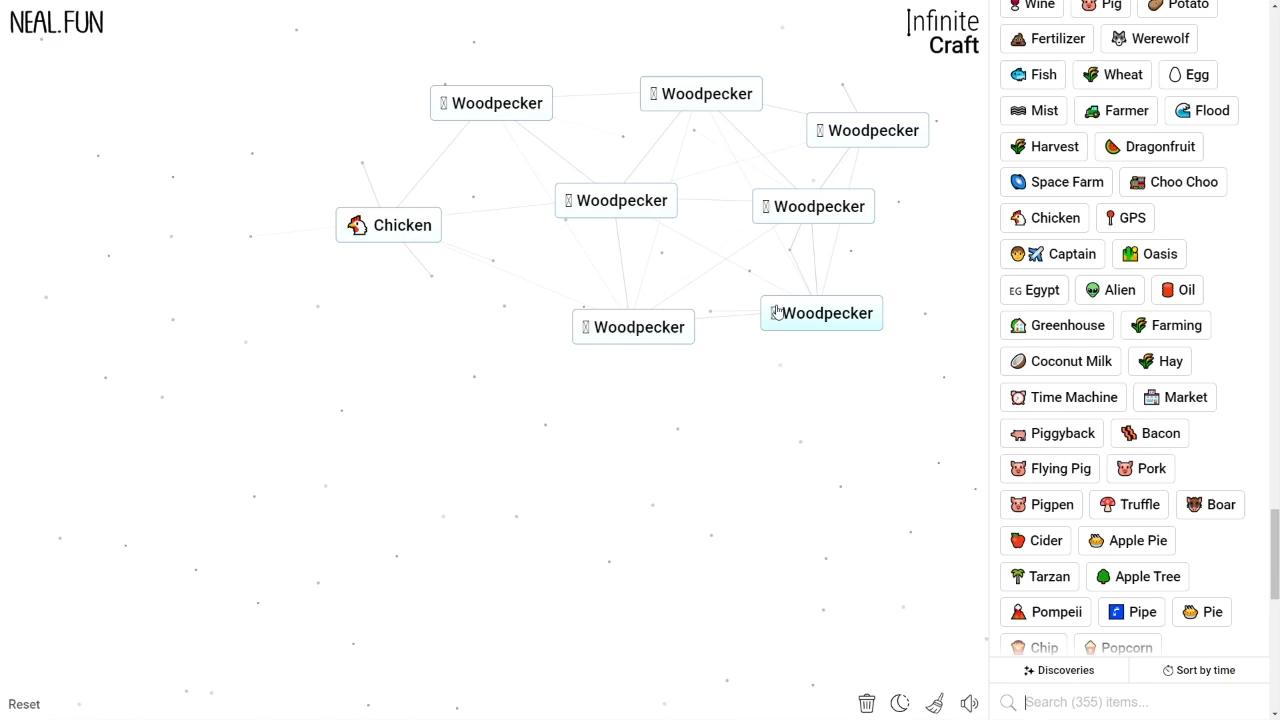 NEAL.FUN
Infinite
Craft
Woodpecker
Woodpecker
Woodpecker
Woodpecker
Woodpecker
Chicken
Woodpecker
Woodpecker
Wine Pig Potato
Fertilizer Werewolf
Fish Wheat Egg
Mist Farmer Flood
Harvest Dragonfruit
Space Farm Choo Choo
Chicken GPS
Captain Oasis
EG Egypt Alien Oil
Greenhouse Farming
Coconut Milk Hay
Time Machine Market
Piggyback Bacon
Flying Pig Pork
Pigpen Truffle Boar
Cider Apple Pie
Tarzan Apple Tree
Pompeii Pipe Pie
Chip Popcorn
Discoveries Sort by time
Search (355) items...
Reset